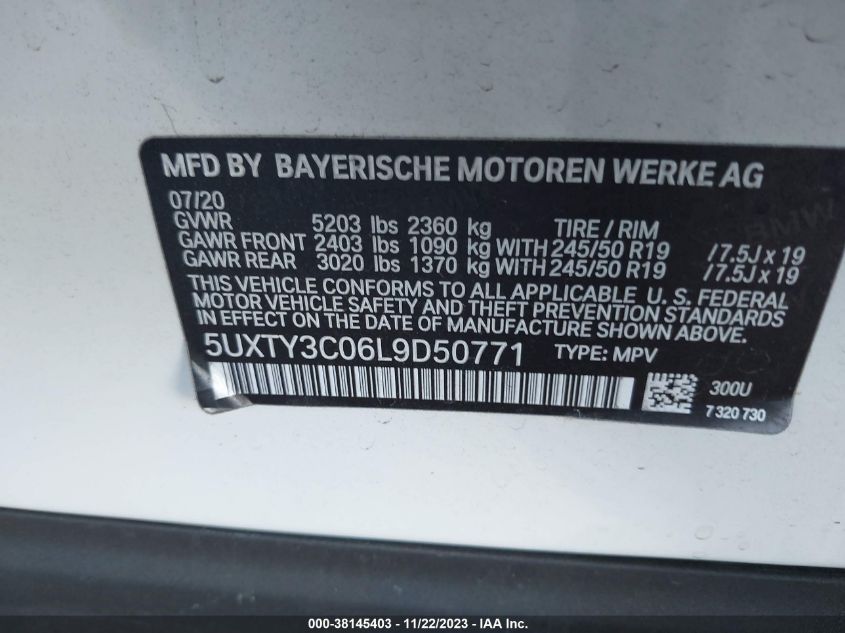 MFD BY BAYERISCHE MOTOREN WERKE AG
07/20
GVWR 5203 lbs 2360 kg TIRE / RIM
GAWR FRONT 2403 lbs 1090 kg WITH 245/50 R19 /7.5J x 19
GAWR REAR 3020 lbs 1370 kg WITH 245/50 R19 /7.5J x 19
THIS VEHICLE CONFORMS TO ALL APPLICABLE U. S. FEDERAL
MOTOR VEHICLE SAFETY AND THEFT PREVENTION STANDARDS
IN EFFECT ON THE DATE OF MANUFACTURE SHOWN ABOVE.
5UXTY3C06L9D50771 TYPE: MPV
300U
7 320 730
BMW
000-38145403 - 11/22/2023 - IAA Inc.